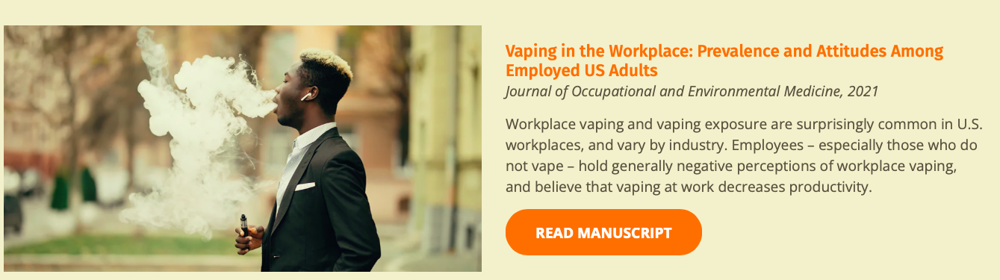 Vaping in the Workplace: Prevalence and Attitudes Among
Employed US Adults
Journal of Occupational and Environmental Medicine, 2021
Workplace vaping and vaping exposure are surprisingly common in U.S.
workplaces, and vary by industry. Employees – especially those who do
not vape – hold generally negative perceptions of workplace vaping,
and believe that vaping at work decreases productivity.
READ MANUSCRIPT